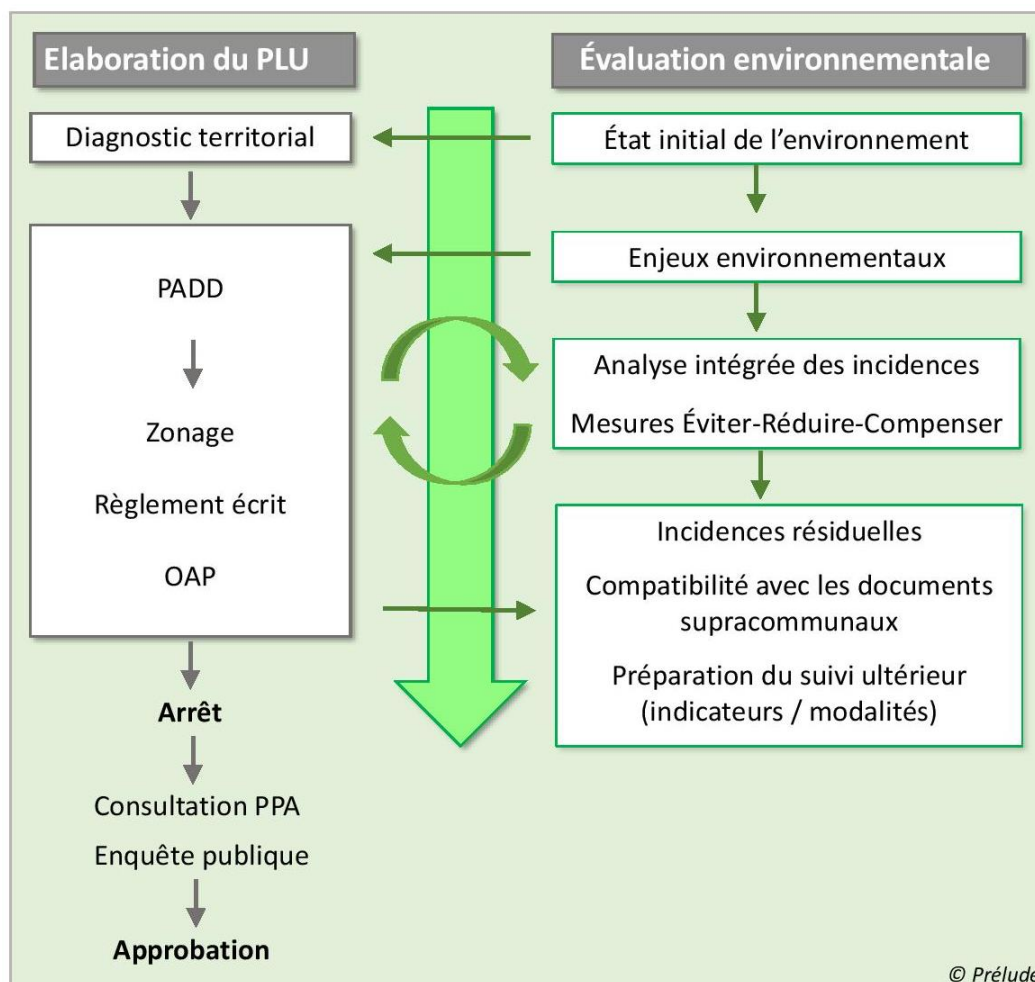 Elaboration du PLU
Diagnostic territorial
PADD
Zonage
Règlement écrit
OAP
Arrêt
Consultation PPA
Enquête publique
Approbation
Évaluation environnementale
État initial de l’environnement
Enjeux environnementaux
Analyse intégrée des incidences
Mesures Éviter-Réduire-Compenser
Incidences résiduelles
Compatibilité avec les documents
supracommunaux
Préparation du suivi ultérieur
(indicateurs / modalités)
© Prélude